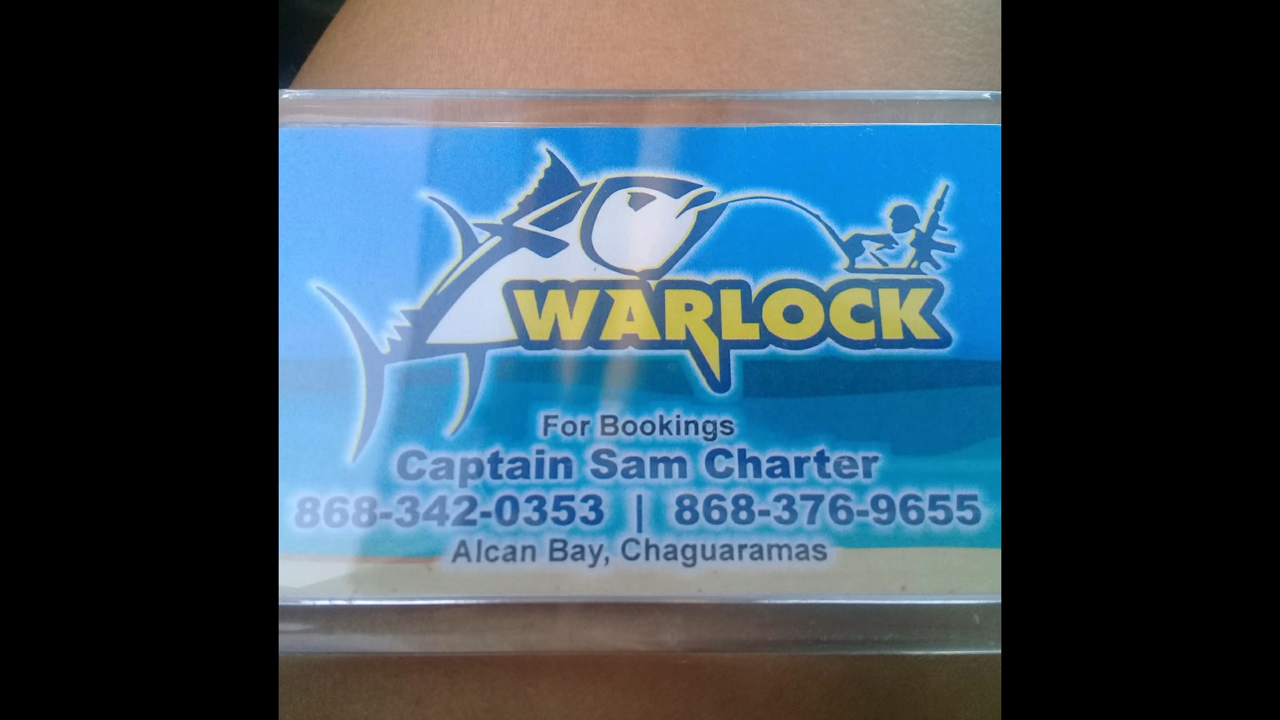 WARLOCK
For Bookings
Captain Sam Charter
868-342-0353 | 868-376-9655
Alcan Bay, Chaguaramas